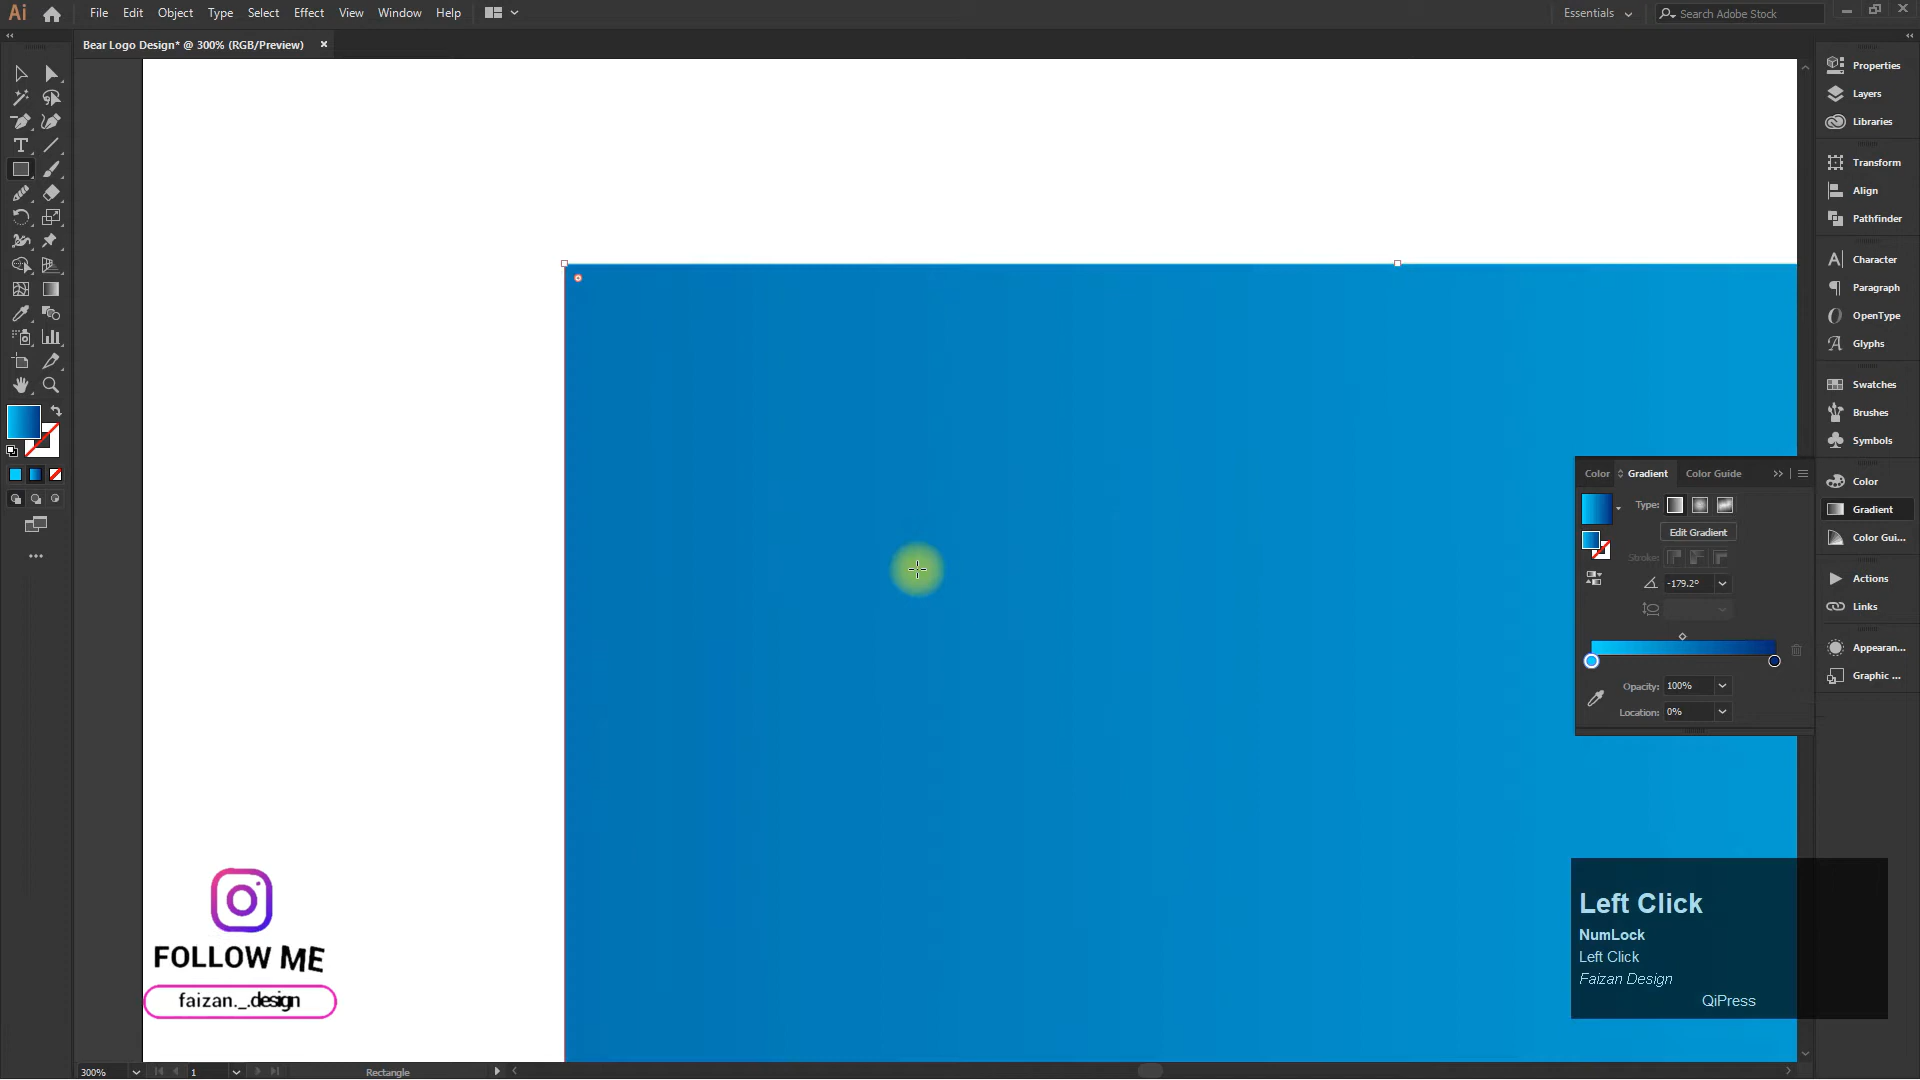 Ai File Edit Object Type Select Effect View Window Help Essentials Search Adobe Stock
Bear Logo Design* @ 300% (RGB/Preview)
Properties
Layers
Libraries
Transform
Align
Pathfinder
Character
Paragraph
OpenType
Glyphs
Swatches
Brushes
Symbols
Color
Gradient
Color Gui...
Actions
Links
Appearan...
Graphic ...
Color Gradient Color Guide
Type:
Edit Gradient
Stroke:
-179.2°
Opacity: 100%
Location: 0%
FOLLOW ME
faizan._.design
Left Click
NumLock
Left Click
Faizan Design
QiPress
300% 1 Rectangle